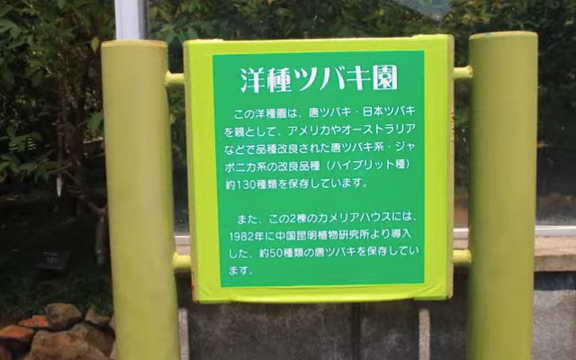 洋種ツバキ園
この洋種園は、唐ツバキ・日本ツバキ
を親として、アメリカやオーストラリア
などで品種改良された唐ツバキ系・ジャ
ポニカ系の改良品種（ハイブリット種）
約130種類を保存しています。
また、この2棟のカメリアハウスには、
1982年に中国昆明植物研究所より導入
した、約50種類の唐ツバキを保存していま
す。